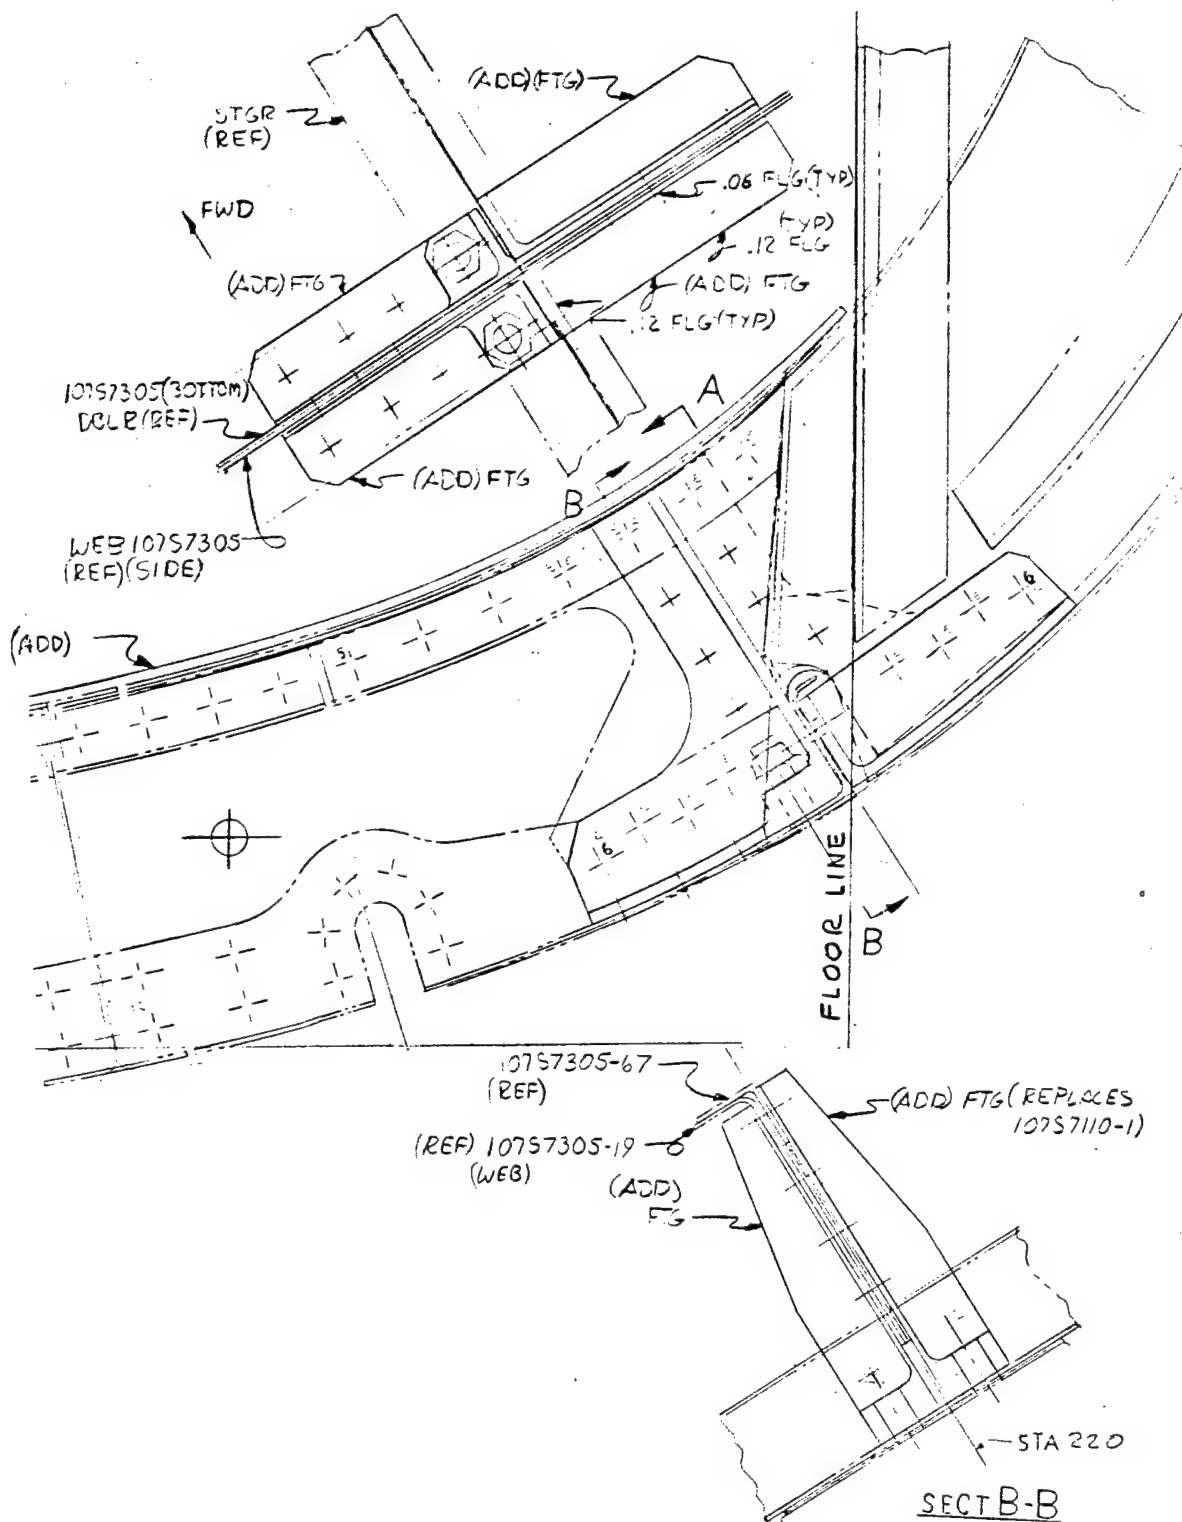 (ADD)(FTG)
STGR
(REF)
.06 FLG(TYP)
FWD
(TYP)
.12 FLG
(ADD)FTG
(ADD) FTG
.12 FLG(TYP)
107S7305(BOTTOM)
DBLR(REF)
A
(ADD)FTG
B
WEB 107S7305
(REF)(SIDE)
6
(ADD)
51
6
FLOOR LINE
B
107S7305-67
(REF)
(ADD) FTG(REPLACES
107S7110-1)
(REF) 107S7305-19
(WEB)
(ADD)
FTG
STA 220
SECT B-B